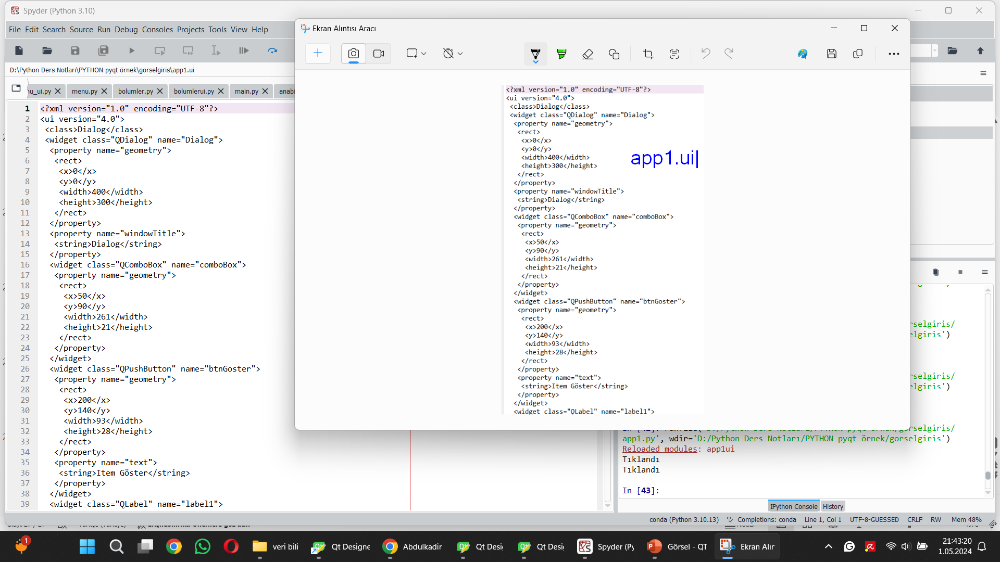 Spyder (Python 3.10)
File Edit Search Source Run Debug Consoles Projects Tools View Help
D:\Python Ders Notları\PYTHON pyqt örnek\gorselgiris\app1.ui
nu_ui.py
menu.py
bolumler.py
bolumlerui.py
main.py
anabi
1 <?xml version="1.0" encoding="UTF-8"?>
2 <ui version="4.0">
3 <class>Dialog</class>
4 <widget class="QDialog" name="Dialog">
5 <property name="geometry">
6 <rect>
7 <x>0</x>
8 <y>0</y>
9 <width>400</width>
10 <height>300</height>
11 </rect>
12 </property>
13 <property name="windowTitle">
14 <string>Dialog</string>
15 </property>
16 <widget class="QComboBox" name="comboBox">
17 <property name="geometry">
18 <rect>
19 <x>50</x>
20 <y>90</y>
21 <width>261</width>
22 <height>21</height>
23 </rect>
24 </property>
25 </widget>
26 <widget class="QPushButton" name="btnGoster">
27 <property name="geometry">
28 <rect>
29 <x>200</x>
30 <y>140</y>
31 <width>93</width>
32 <height>28</height>
33 </rect>
34 </property>
35 <property name="text">
36 <string>Item Göster</string>
37 </property>
38 </widget>
39 <widget class="QLabel" name="label1">
Ekran Alıntısı Aracı
<?xml version="1.0" encoding="UTF-8"?>
<ui version="4.0">
<class>Dialog</class>
<widget class="QDialog" name="Dialog">
<property name="geometry">
<rect>
<x>0</x>
<y>0</y>
<width>400</width>
<height>300</height>
</rect>
</property>
<property name="windowTitle">
<string>Dialog</string>
</property>
<widget class="QComboBox" name="comboBox">
<property name="geometry">
<rect>
<x>50</x>
<y>90</y>
<width>261</width>
<height>21</height>
</rect>
</property>
</widget>
<widget class="QPushButton" name="btnGoster">
<property name="geometry">
<rect>
<x>200</x>
<y>140</y>
<width>93</width>
<height>28</height>
</rect>
</property>
<property name="text">
<string>Item Göster</string>
</property>
</widget>
<widget class="QLabel" name="label1">
app1.ui
rselgiris/
elgiris')
rselgiris/
elgiris')
In [42]: runfile('D:/Python Ders Notları/PYTHON pyqt örnek/gorselgiris/
app1.py', wdir='D:/Python Ders Notları/PYTHON pyqt örnek/gorselgiris')
Reloaded modules: app1ui
Tıklandı
Tıklandı
In [43]:
IPython Console History
conda (Python 3.10.13) Completions: conda Line 1, Col 1 UTF-8-GUESSED CRLF RW Mem 48%
1
veri bili
Qt Designe
Abdulkadir
Qt Desig
Qt Desig
Spyder (Py
Görsel - QT
Ekran Alır
21:43:20
1.05.2024